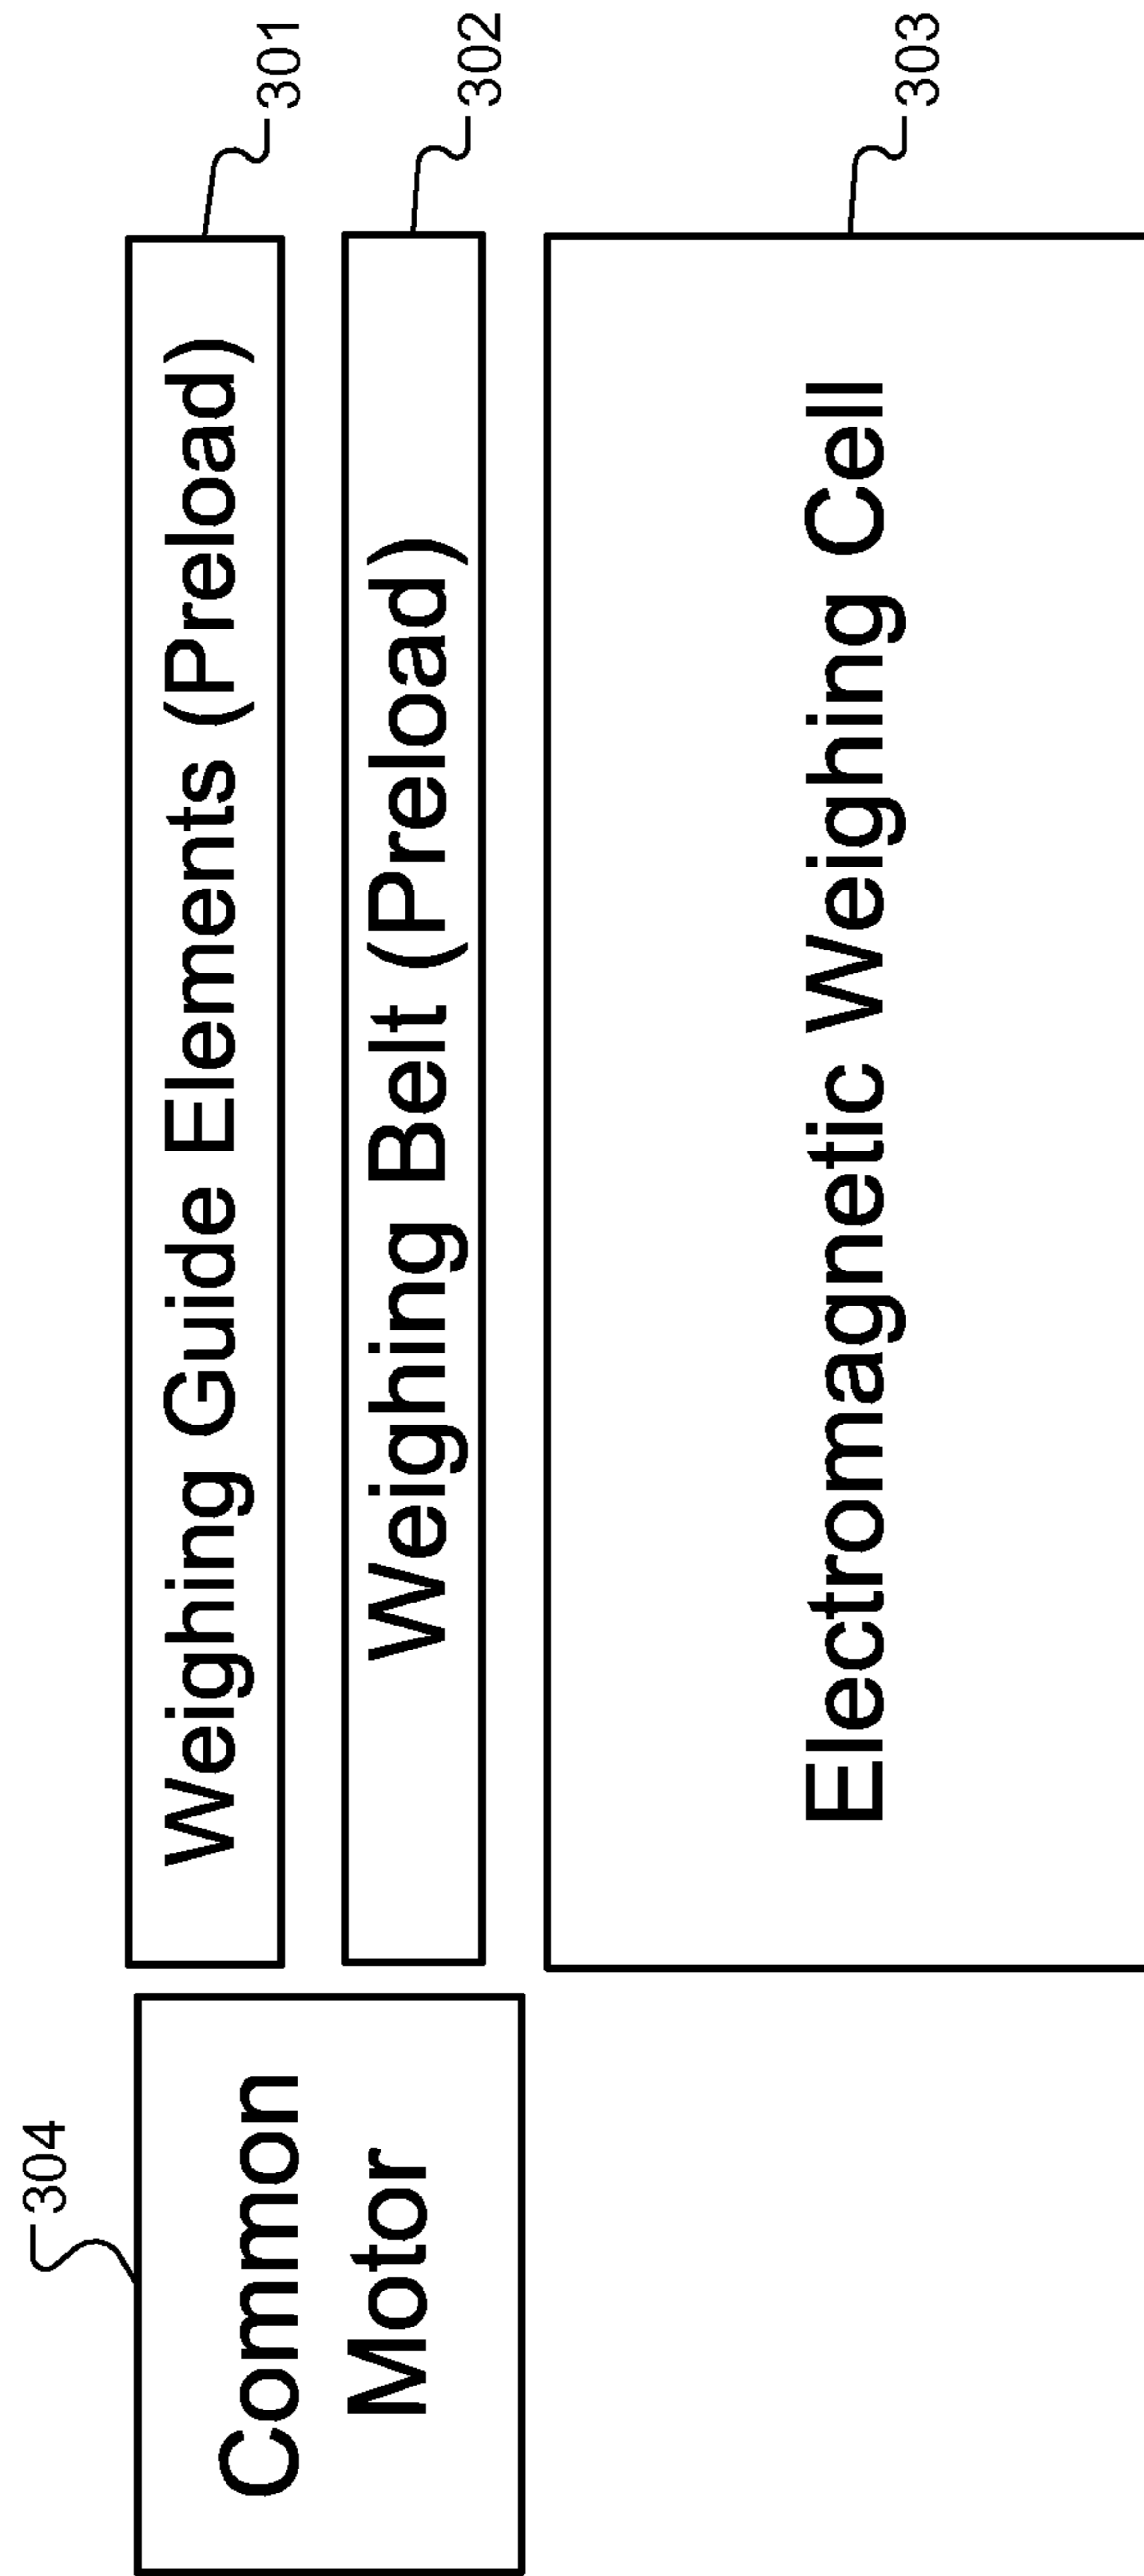 304
Common
Motor
Weighing Guide Elements (Preload)
301
Weighing Belt (Preload)
302
Electromagnetic Weighing Cell
303